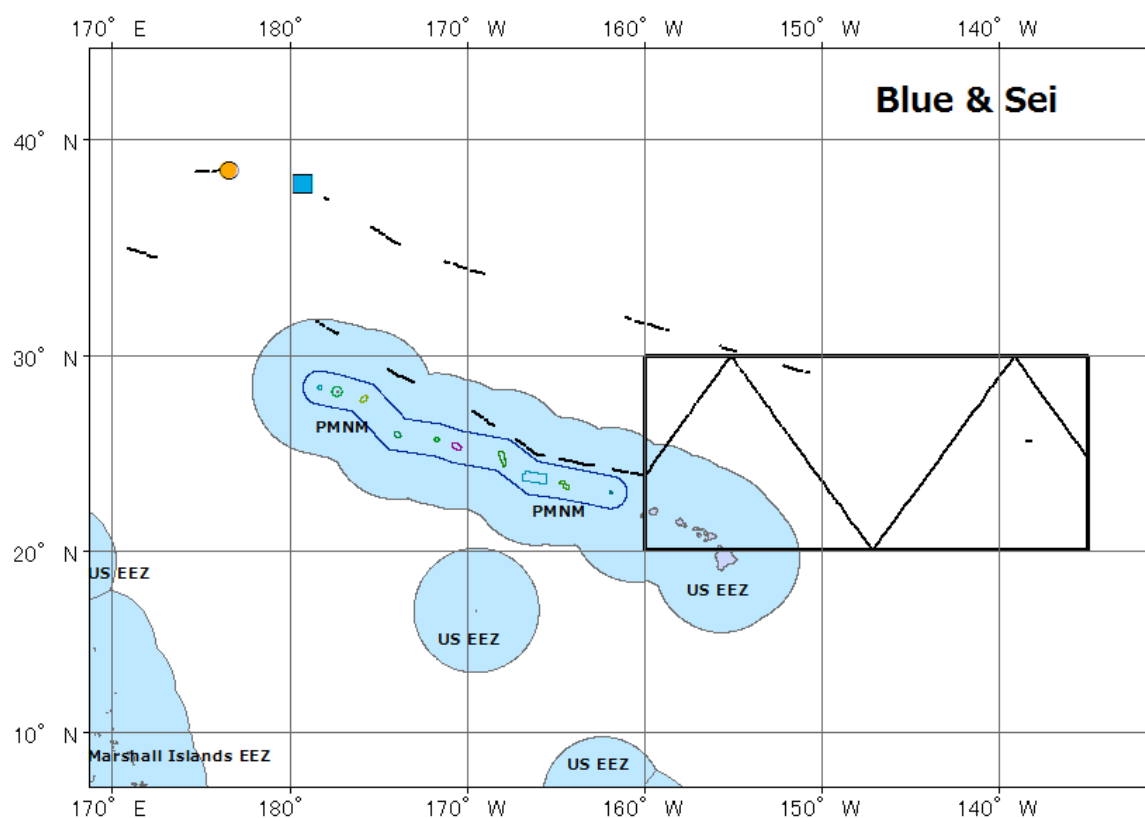 170° E 180° 170° W 160° W 150° W 140° W
Blue & Sei
40° N
30° N
PMNM
PMNM
20° N
US EEZ
US EEZ
US EEZ
10° N
Marshall Islands EEZ
US EEZ
170° E 180° 170° W 160° W 150° W 140° W